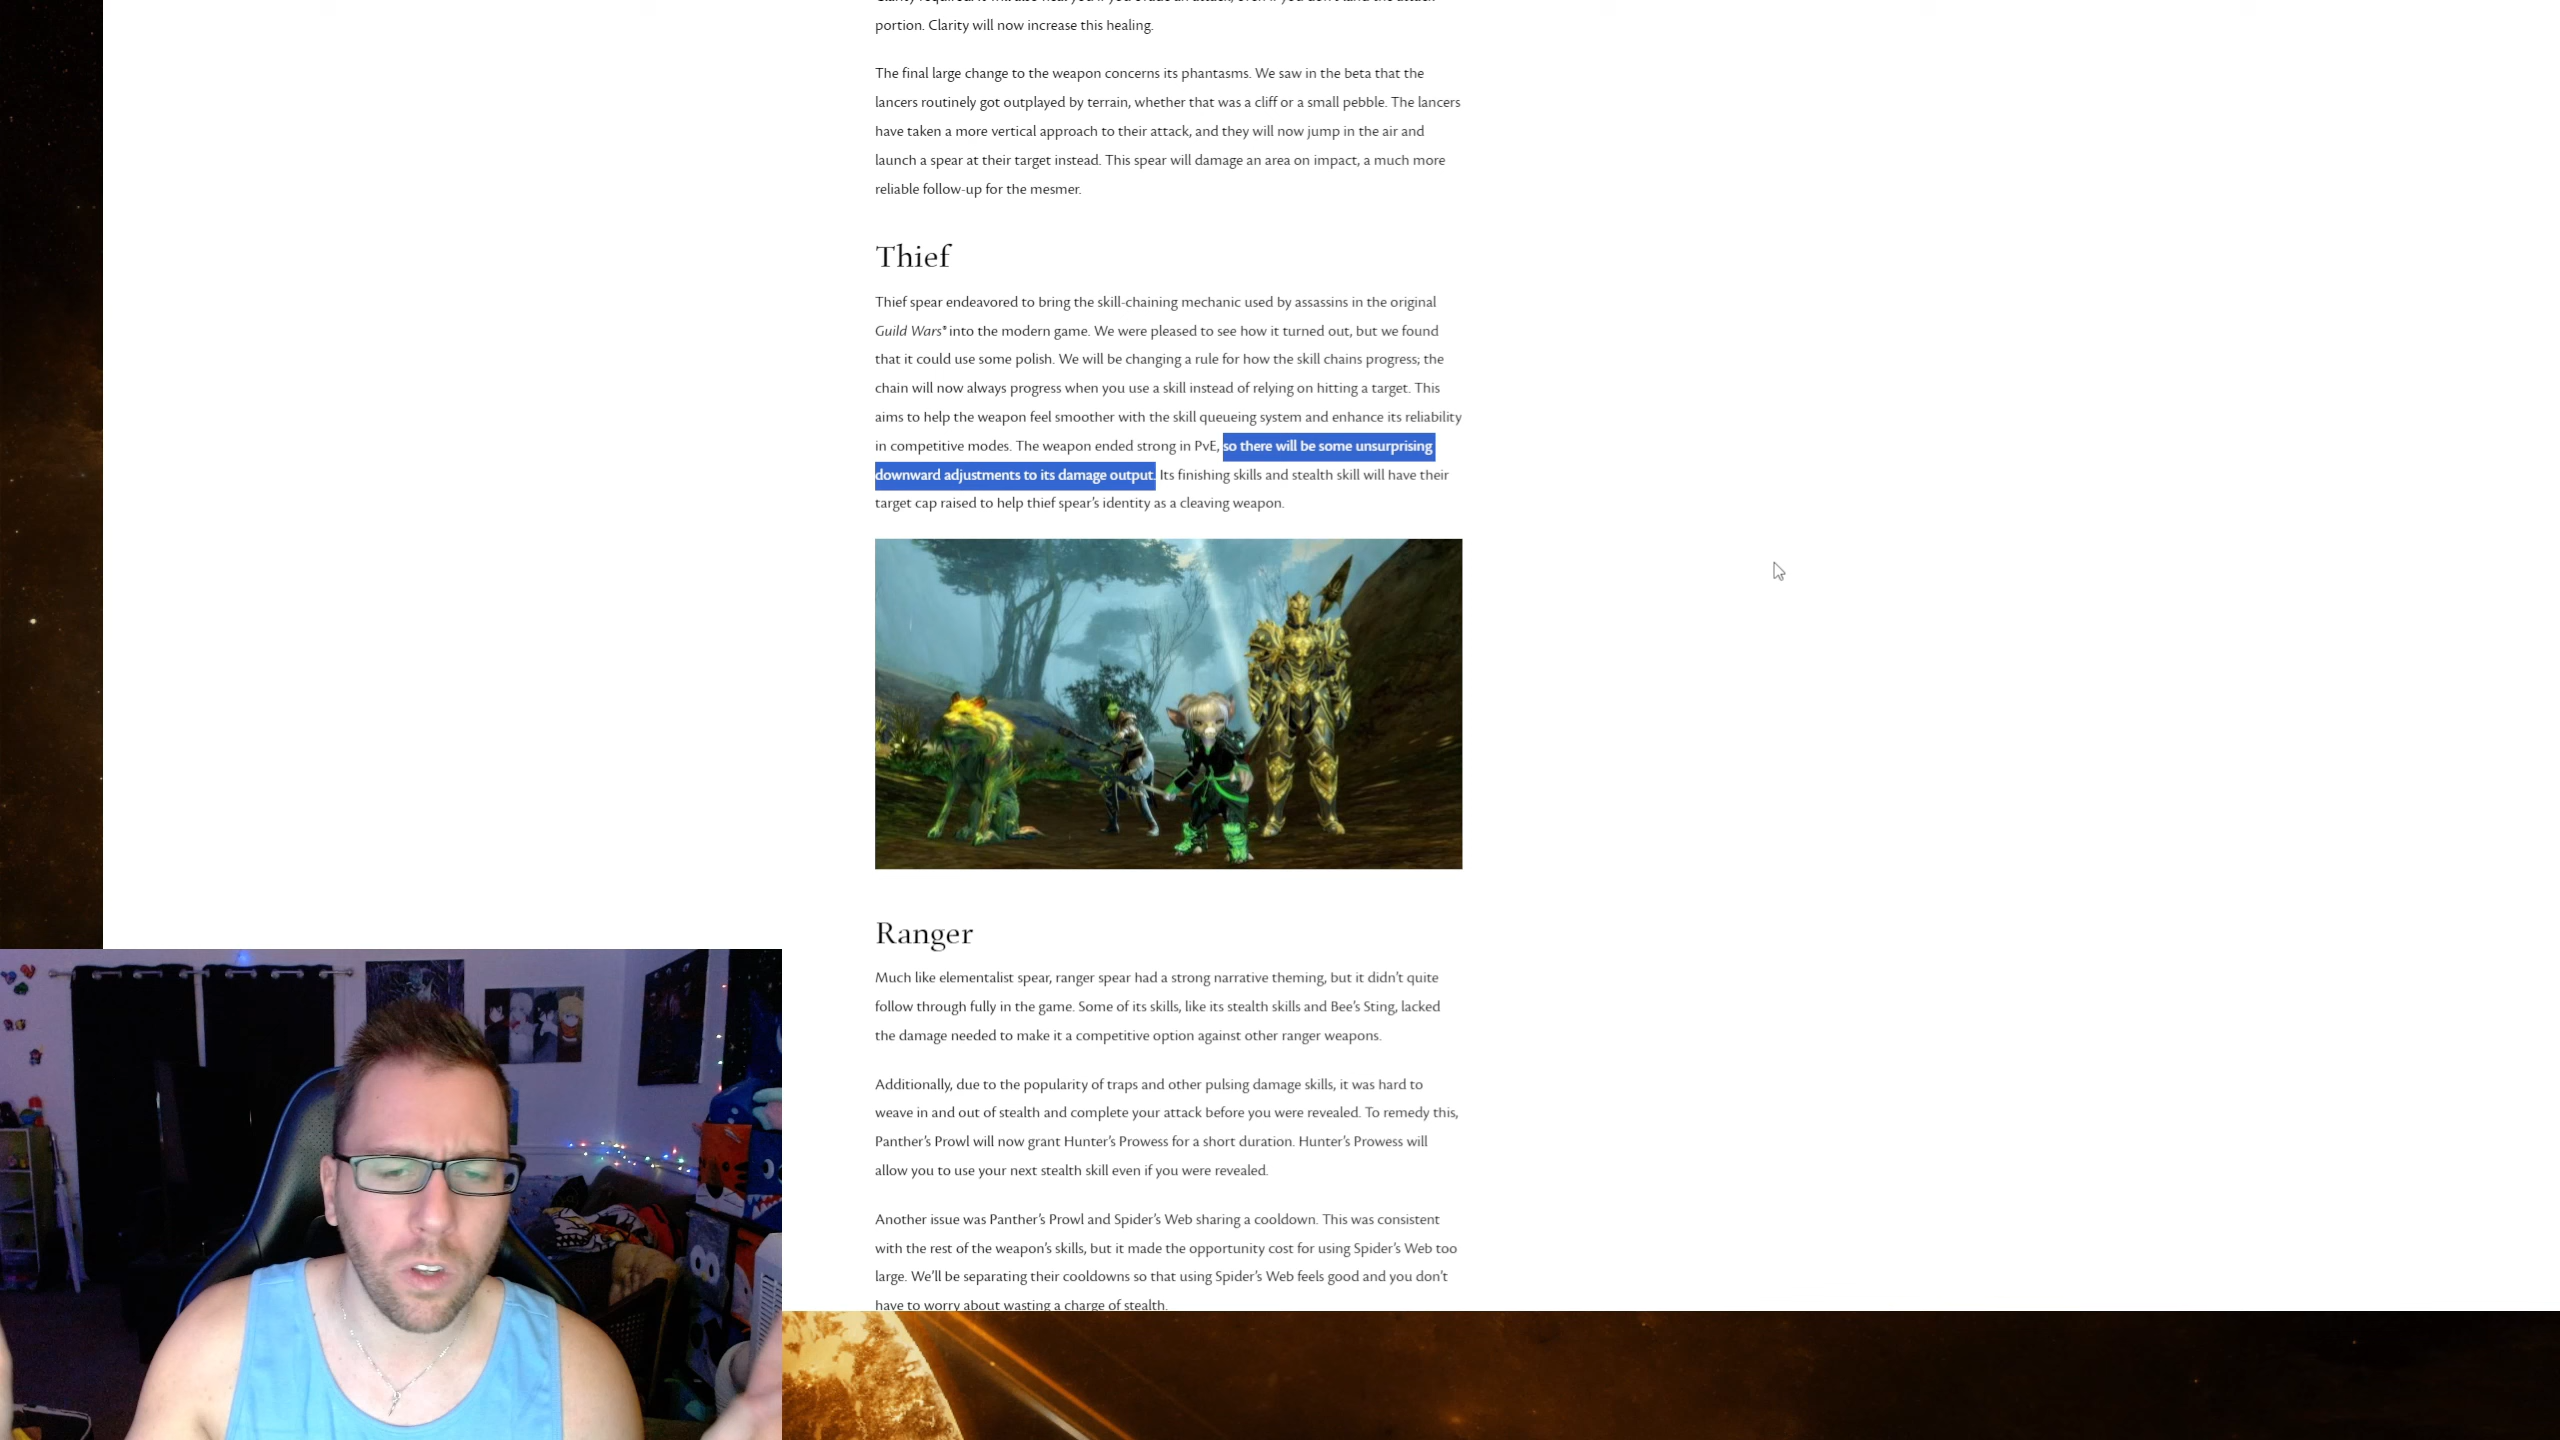 portion. Clarity will now increase this healing.
The final large change to the weapon concerns its phantasms. We saw in the beta that the
lancers routinely got outplayed by terrain, whether that was a cliff or a small pebble. The lancers
have taken a more vertical approach to their attack, and they will now jump in the air and
launch a spear at their target instead. This spear will damage an area on impact, a much more
reliable follow-up for the mesmer.
Thief
Thief spear endeavored to bring the skill-chaining mechanic used by assassins in the original
Guild Wars® into the modern game. We were pleased to see how it turned out, but we found
that it could use some polish. We will be changing a rule for how the skill chains progress; the
chain will now always progress when you use a skill instead of relying on hitting a target. This
aims to help the weapon feel smoother with the skill queueing system and enhance its reliability
in competitive modes. The weapon ended strong in PvE, so there will be some unsurprising
downward adjustments to its damage output. Its finishing skills and stealth skill will have their
target cap raised to help thief spear's identity as a cleaving weapon.
Ranger
Much like elementalist spear, ranger spear had a strong narrative theming, but it didn't quite
follow through fully in the game. Some of its skills, like its stealth skills and Bee's Sting, lacked
the damage needed to make it a competitive option against other ranger weapons.
Additionally, due to the popularity of traps and other pulsing damage skills, it was hard to
weave in and out of stealth and complete your attack before you were revealed. To remedy this,
Panther's Prowl will now grant Hunter's Prowess for a short duration. Hunter's Prowess will
allow you to use your next stealth skill even if you were revealed.
Another issue was Panther's Prowl and Spider's Web sharing a cooldown. This was consistent
with the rest of the weapon's skills, but it made the opportunity cost for using Spider's Web too
large. We'll be separating their cooldowns so that using Spider's Web feels good and you don't
have to worry about wasting a charge of stealth.